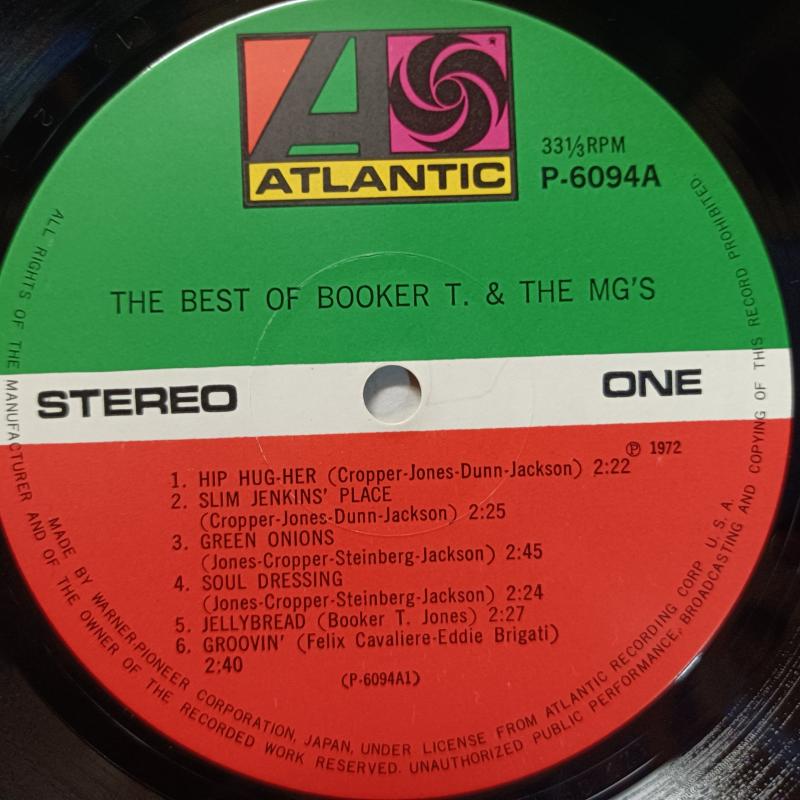 ATLANTIC
33⅓RPM
P-6094A
THE BEST OF BOOKER T. & THE MG'S
STEREO
ONE
Ⓟ 1972
1. HIP HUG-HER (Cropper-Jones-Dunn-Jackson) 2:22
2. SLIM JENKINS' PLACE
(Cropper-Jones-Dunn-Jackson) 2:25
3. GREEN ONIONS
(Jones-Cropper-Steinberg-Jackson) 2:45
4. SOUL DRESSING
(Jones-Cropper-Steinberg-Jackson) 2:24
5. JELLYBREAD (Booker T. Jones) 2:27
6. GROOVIN' (Felix Cavaliere-Eddie Brigati)
2:40
(P-6094A1)
MADE BY WARNER-PIONEER CORPORATION, JAPAN, UNDER LICENSE FROM ATLANTIC RECORDING CORP. U.S.A.
ALL RIGHTS OF THE MANUFACTURER AND OF THE OWNER OF THE RECORDED WORK RESERVED. UNAUTHORIZED PUBLIC PERFORMANCE, BROADCASTING AND COPYING OF THIS RECORD PROHIBITED.